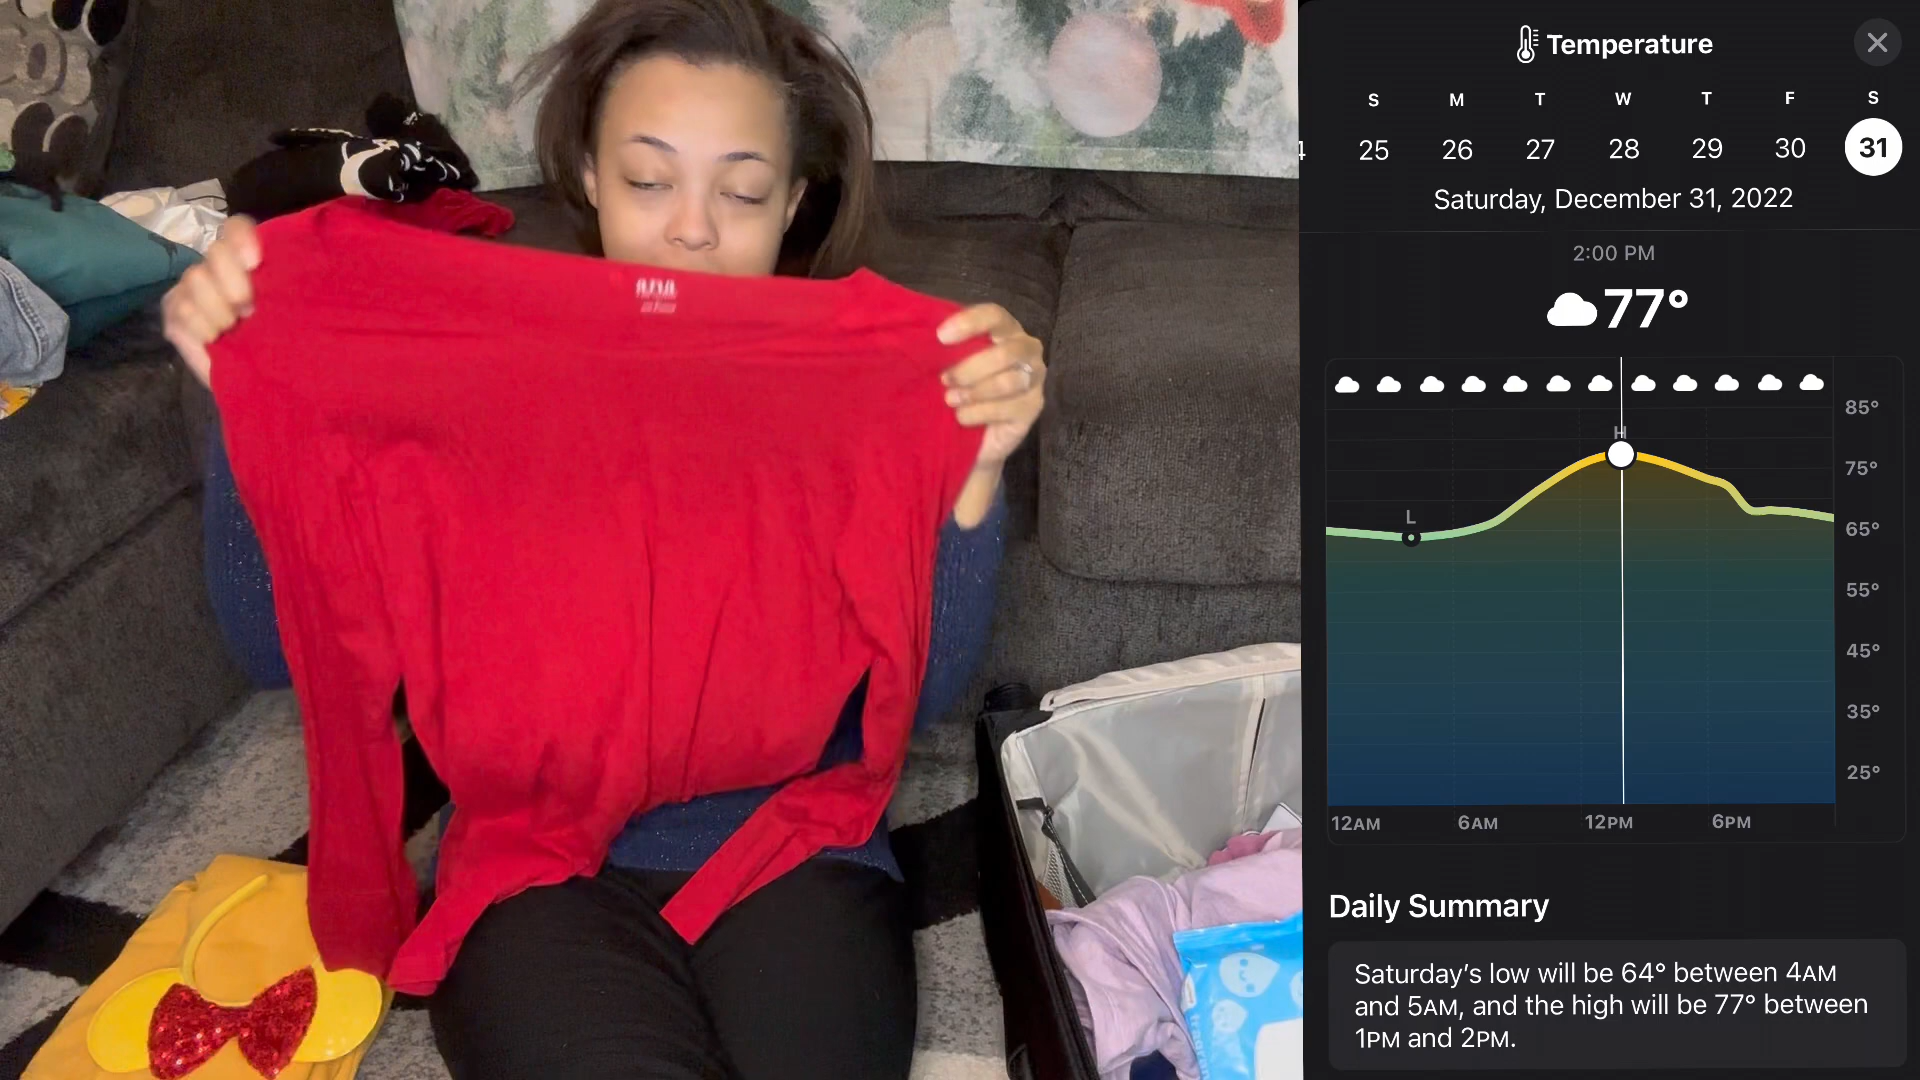 Temperature
S M T W T F S
25 26 27 28 29 30 31
Saturday, December 31, 2022
2:00 PM
77°
H
L
85°
75°
65°
55°
45°
35°
25°
12AM 6AM 12PM 6PM
Daily Summary
Saturday's low will be 64° between 4AM
and 5AM, and the high will be 77° between
1PM and 2PM.